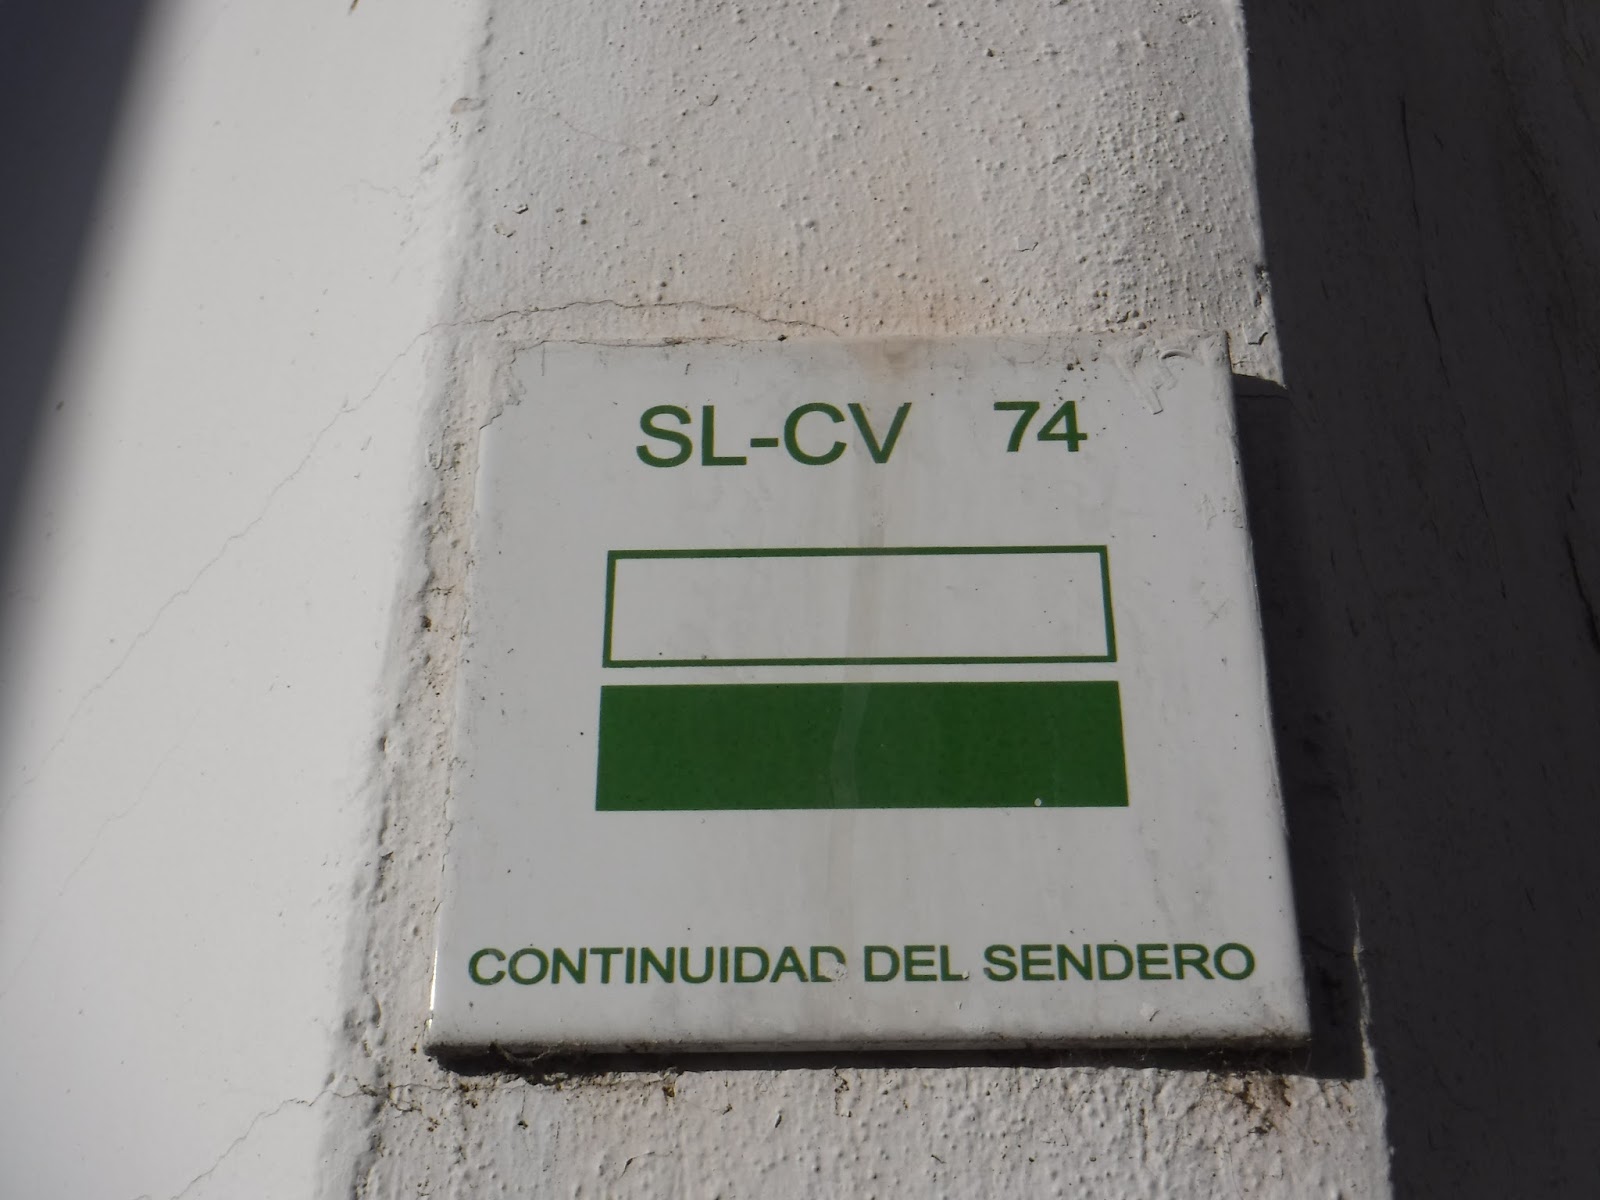 SL-CV 74
CONTINUIDAD DEL SENDERO